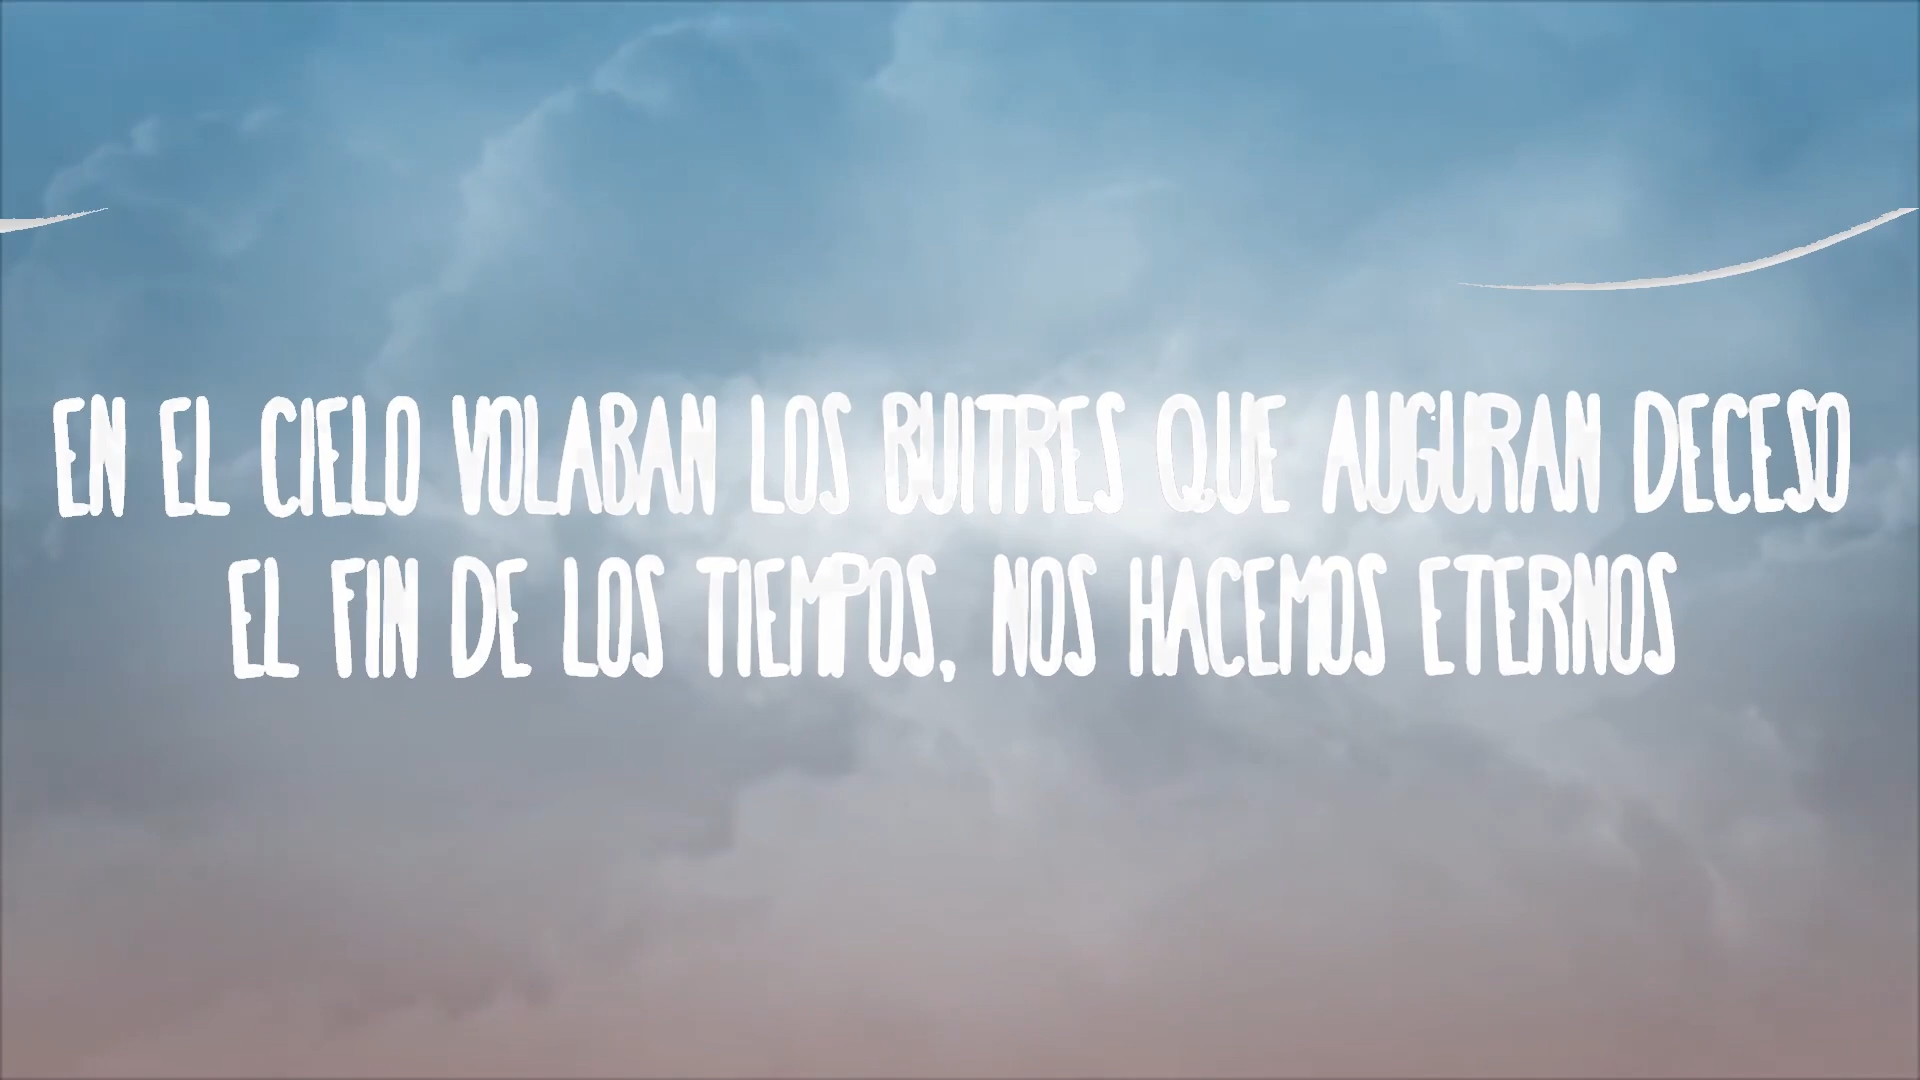 EN EL CIELO VOLABAN LOS BUITRES QUE AUGURAN DECESO
EL FIN DE LOS TIEMPOS, NOS HACEMOS ETERNOS